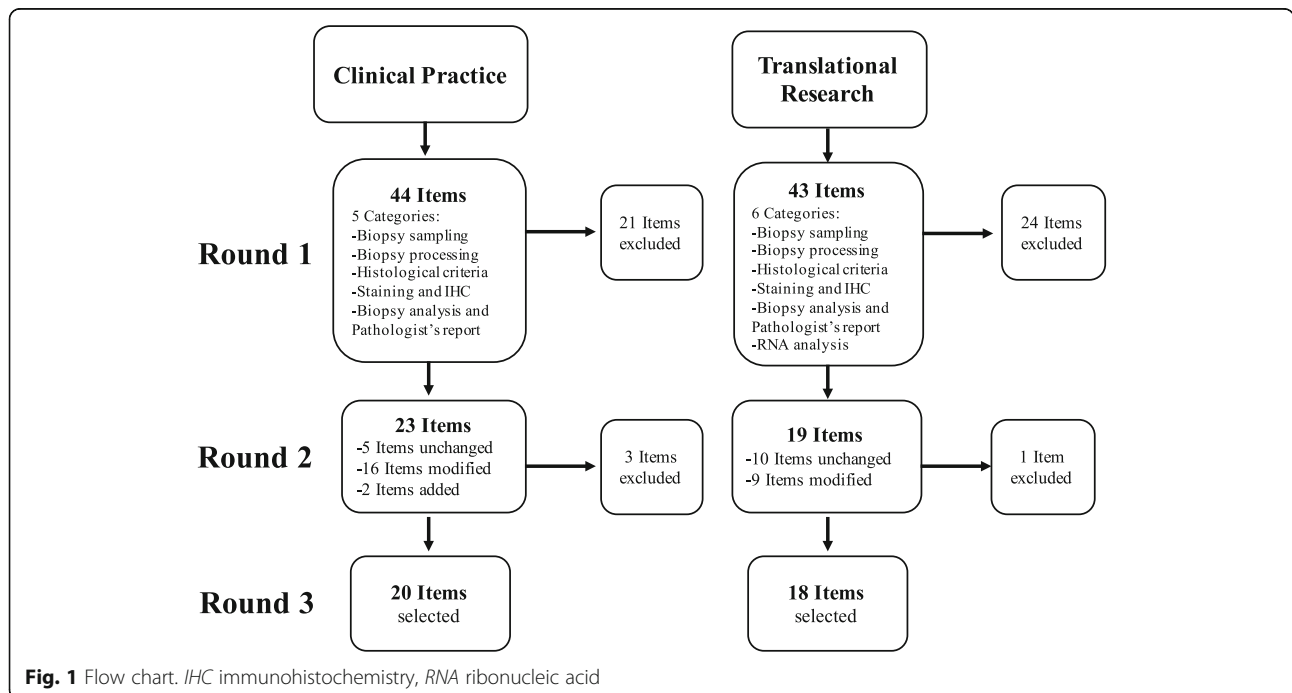 Clinical Practice
Translational
Research
Round 1
44 Items
5 Categories:
-Biopsy sampling
-Biopsy processing
-Histological criteria
-Staining and IHC
-Biopsy analysis and
Pathologist's report
21 Items
excluded
43 Items
6 Categories:
-Biopsy sampling
-Biopsy processing
-Histological criteria
-Staining and IHC
-Biopsy analysis and
Pathologist's report
-RNA analysis
24 Items
excluded
Round 2
23 Items
-5 Items unchanged
-16 Items modified
-2 Items added
3 Items
excluded
19 Items
-10 Items unchanged
-9 Items modified
1 Item
excluded
Round 3
20 Items
selected
18 Items
selected
Fig. 1 Flow chart. IHC immunohistochemistry, RNA ribonucleic acid